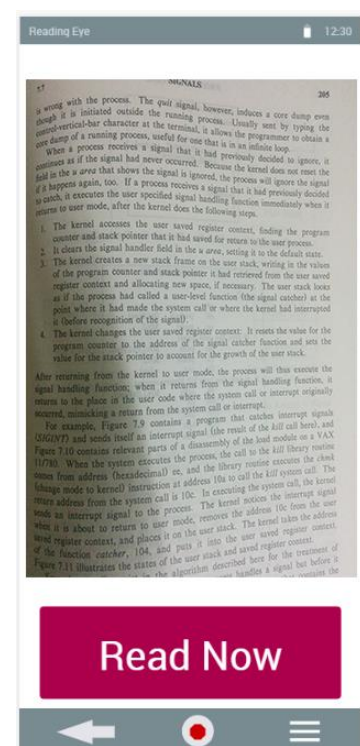 Reading Eye 12:30
7.2 SIGNALS 205
is wrong with the process. The quit signal, however, induces a core dump even
though it is initiated outside the running process. Usually sent by typing the
control-vertical-bar character at the terminal, it allows the programmer to obtain a
core dump of a running process, useful for one that is in an infinite loop.
When a process receives a signal that it had previously decided to ignore, it
continues as if the signal had never occurred. Because the kernel does not reset the
field in the u area that shows the signal is ignored, the process will ignore the signal
if it happens again, too. If a process receives a signal that it had previously decided
to catch, it executes the user specified signal handling function immediately when it
returns to user mode, after the kernel does the following steps.
1. The kernel accesses the user saved register context, finding the program
counter and stack pointer that it had saved for return to the user process.
2. It clears the signal handler field in the u area, setting it to the default state.
3. The kernel creates a new stack frame on the user stack, writing in the values
of the program counter and stack pointer it had retrieved from the user saved
register context and allocating new space, if necessary. The user stack looks
as if the process had called a user-level function (the signal catcher) at the
point where it had made the system call or where the kernel had interrupted
it (before recognition of the signal).
4. The kernel changes the user saved register context: It resets the value for the
program counter to the address of the signal catcher function and sets the
value for the stack pointer to account for the growth of the user stack.
After returning from the kernel to user mode, the process will thus execute the
signal handling function; when it returns from the signal handling function, it
returns to the place in the user code where the system call or interrupt originally
occurred, mimicking a return from the system call or interrupt.
For example, Figure 7.9 contains a program that catches interrupt signals
(SIGINT) and sends itself an interrupt signal (the result of the kill call here), and
Figure 7.10 contains relevant parts of a disassembly of the load module on a VAX
11/780. When the system executes the process, the call to the kill library routine
comes from address (hexadecimal) ee, and the library routine executes the chmk
(change mode to kernel) instruction at address 10a to call the kill system call. The
return address from the system call is 10c. In executing the system call, the kernel
sends an interrupt signal to the process. The kernel notices the interrupt signal
when it is about to return to user mode, removes the address 10c from the user
saved register context, and places it on the user stack. The kernel takes the address
of the function catcher, 104, and puts it into the user saved register context.
Figure 7.11 illustrates the states of the user stack and saved register context.
in the algorithm described here for the treatment of
handles a signal but before it
contains the
Read Now